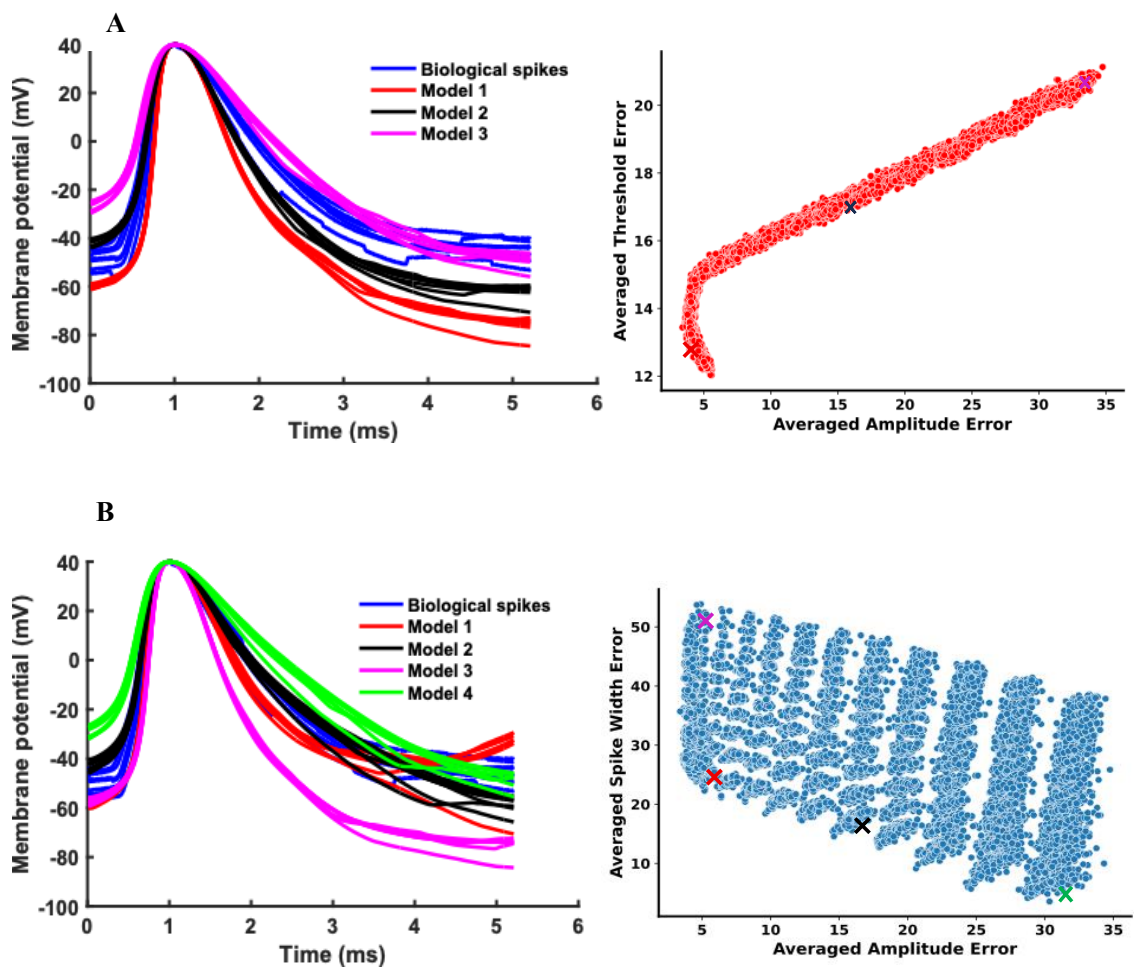 A
Membrane potential (mV)
40
20
0
-20
-40
-60
-80
-100
0 1 2 3 4 5 6
Time (ms)
Biological spikes
Model 1
Model 2
Model 3
Averaged Threshold Error
20
18
16
14
12
5 10 15 20 25 30 35
Averaged Amplitude Error
B
Membrane potential (mV)
40
20
0
-20
-40
-60
-80
-100
0 1 2 3 4 5 6
Time (ms)
Biological spikes
Model 1
Model 2
Model 3
Model 4
Averaged Spike Width Error
50
40
30
20
10
5 10 15 20 25 30 35
Averaged Amplitude Error